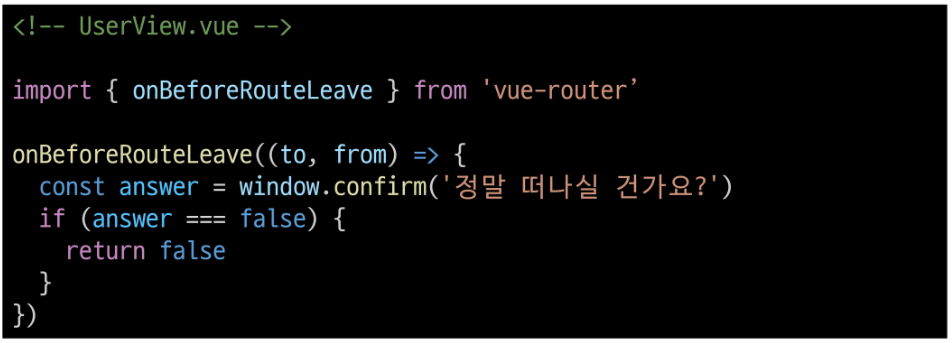 <!-- UserView.vue -->
import { onBeforeRouteLeave } from 'vue-router’
onBeforeRouteLeave((to, from) => {
  const answer = window.confirm('정말 떠나실 건가요?')
  if (answer === false) {
    return false
  }
})